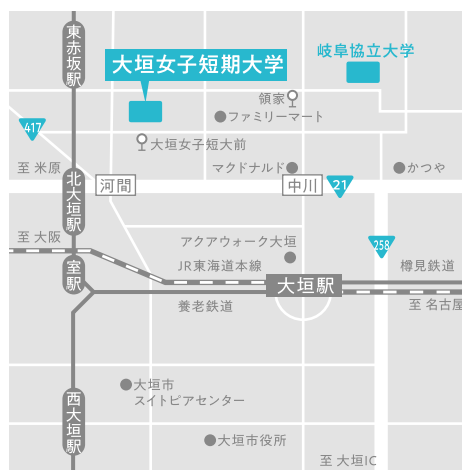 東赤坂駅
大垣女子短期大学
岐阜協立大学
領家
ファミリーマート
417
大垣女子短大前
至 米原
マクドナルド
かつや
北大垣駅
河間
中川
21
至 大阪
アクアウォーク大垣
258
室駅
JR東海道本線
樽見鉄道
大垣駅
養老鉄道
至 名古屋
西大垣駅
大垣市
スイトピアセンター
大垣市役所
至 大垣IC